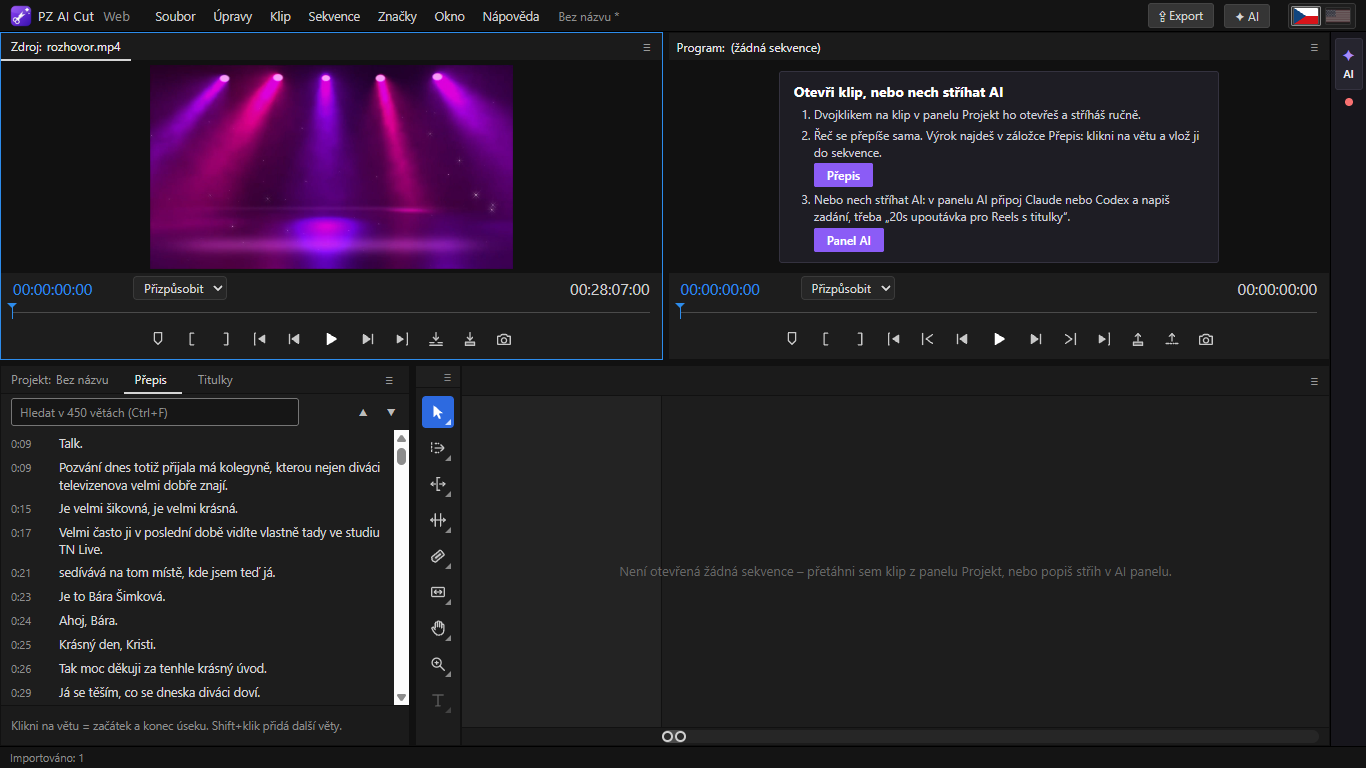 PZ AI Cut Web Soubor Úpravy Klip Sekvence Značky Okno Nápověda Bez názvu * Export AI
Zdroj: rozhovor.mp4
Program: (žádná sekvence)
AI
Otevři klip, nebo nech stříhat AI
1. Dvojklikem na klip v panelu Projekt ho otevřeš a stříháš ručně.
2. Řeč se přepíše sama. Výrok najdeš v záložce Přepis: klikni na větu a vlož ji
do sekvence.
Přepis
3. Nebo nech stříhat AI: v panelu AI připoj Claude nebo Codex a napiš
zadání, třeba „20s upoutávka pro Reels s titulky“.
Panel AI
00:00:00:00 Přizpůsobit 00:28:07:00
00:00:00:00 Přizpůsobit 00:00:00:00
Projekt: Bez názvu Přepis Titulky
Hledat v 450 větách (Ctrl+F)
0:09 Talk.
0:09 Pozvání dnes totiž přijala má kolegyně, kterou nejen diváci
televizenova velmi dobře znají.
0:15 Je velmi šikovná, je velmi krásná.
0:17 Velmi často ji v poslední době vidíte vlastně tady ve studiu
TN Live.
0:21 sedívává na tom místě, kde jsem teď já.
0:23 Je to Bára Šimková.
0:24 Ahoj, Bára.
0:25 Krásný den, Kristi.
0:26 Tak moc děkuji za tenhle krásný úvod.
0:29 Já se těším, co se dneska diváci doví.
Klikni na větu = začátek a konec úseku. Shift+klik přidá další věty.
T
Není otevřená žádná sekvence – přetáhni sem klip z panelu Projekt, nebo popiš střih v AI panelu.
Importováno: 1